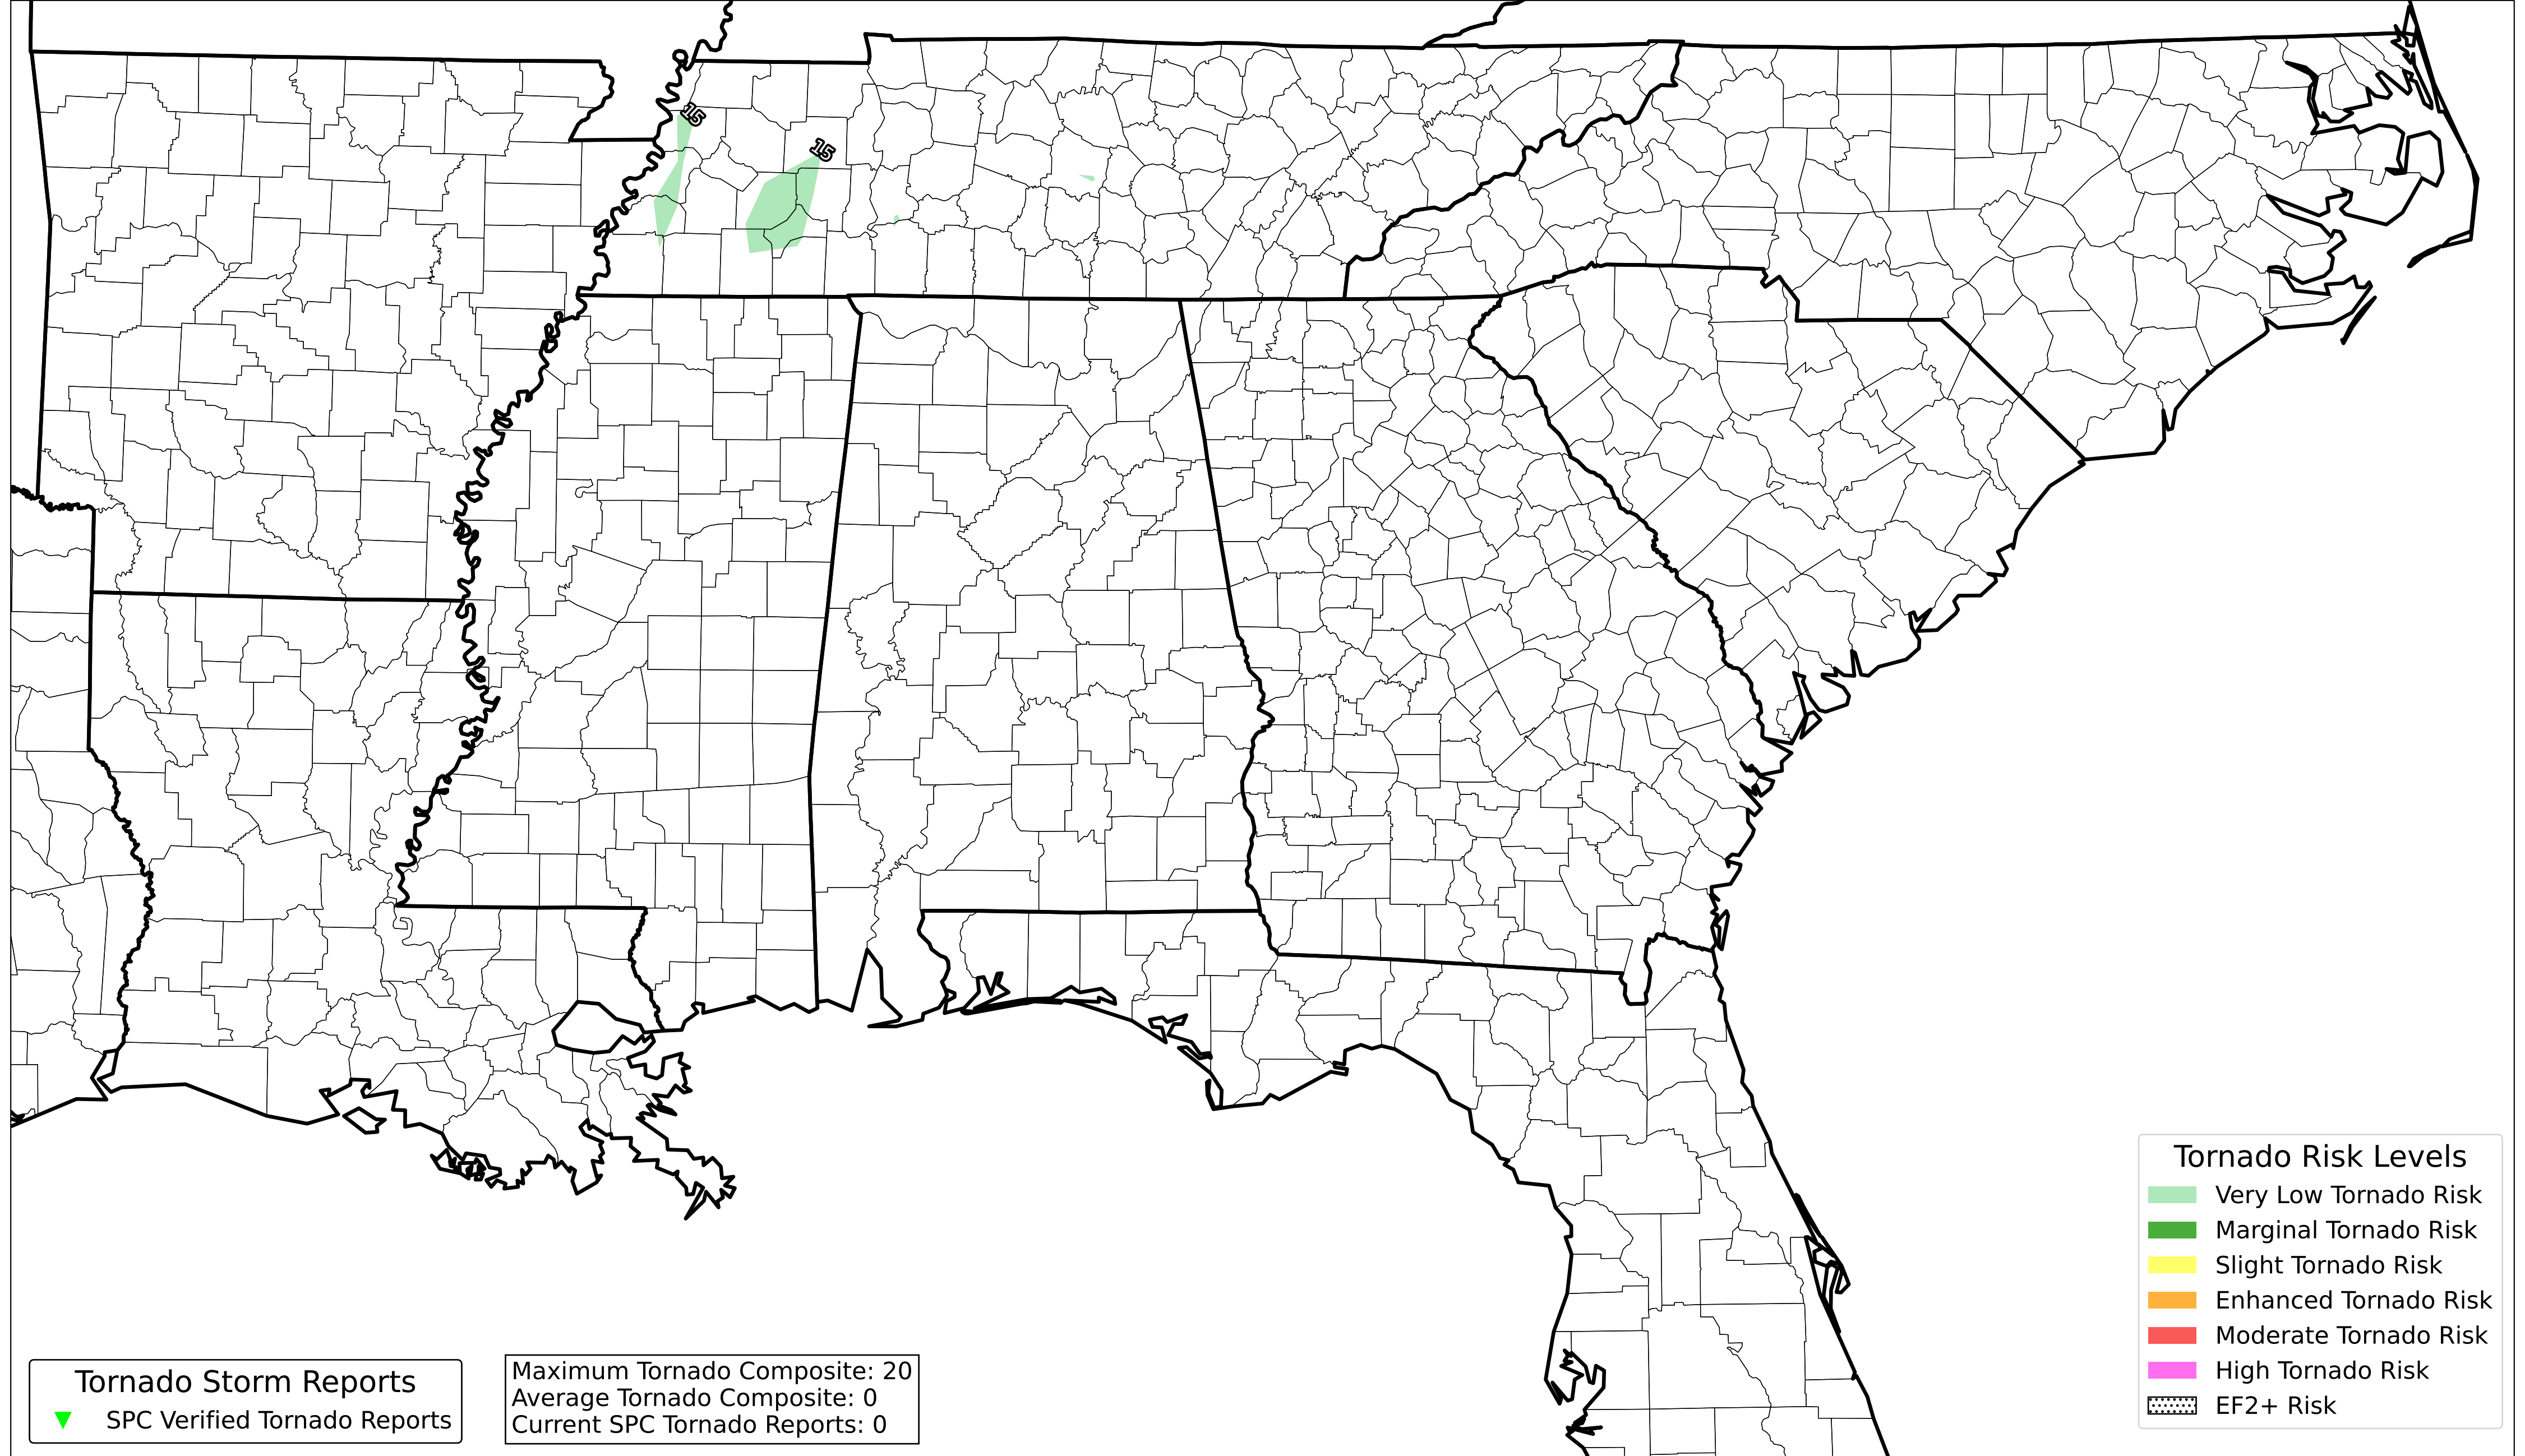 15
15
Tornado Risk Levels
Very Low Tornado Risk
Marginal Tornado Risk
Slight Tornado Risk
Enhanced Tornado Risk
Moderate Tornado Risk
High Tornado Risk
EF2+ Risk
Tornado Storm Reports
SPC Verified Tornado Reports
Maximum Tornado Composite: 20
Average Tornado Composite: 0
Current SPC Tornado Reports: 0